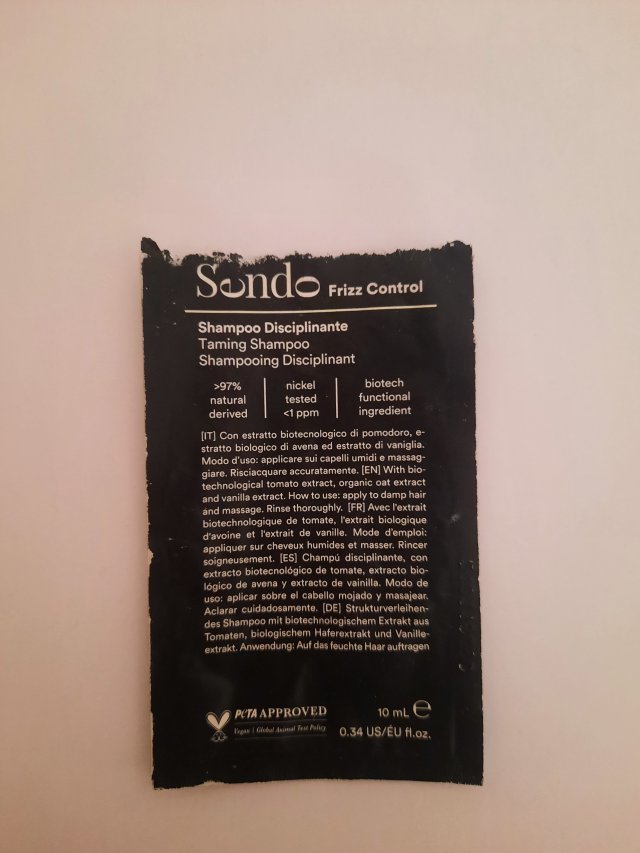 Sendo Frizz Control
Shampoo Disciplinante
Taming Shampoo
Shampooing Disciplinant
>97%
natural
derived
nickel
tested
<1 ppm
biotech
functional
ingredient
[IT] Con estratto biotecnologico di pomodoro, e-
stratto biologico di avena ed estratto di vaniglia.
Modo d'uso: applicare sui capelli umidi e massag-
giare. Risciacquare accuratamente. [EN] With bio-
technological tomato extract, organic oat extract
and vanilla extract. How to use: apply to damp hair
and massage. Rinse thoroughly. [FR] Avec l'extrait
biotechnologique de tomate, l'extrait biologique
d'avoine et l'extrait de vanille. Mode d'emploi:
appliquer sur cheveux humides et masser. Rincer
soigneusement. [ES] Champú disciplinante, con
extracto biotecnológico de tomate, extracto bio-
lógico de avena y extracto de vainilla. Modo de
uso: aplicar sobre el cabello mojado y masajear.
Aclarar cuidadosamente. [DE] Strukturverleihen-
des Shampoo mit biotechnologischem Extrakt aus
Tomaten, biologischem Haferextrakt und Vanille-
extrakt. Anwendung: Auf das feuchte Haar auftragen
PETA APPROVED
Vegan | Global Animal Test Policy
10 mL ℮
0.34 US/ÉU fl.oz.